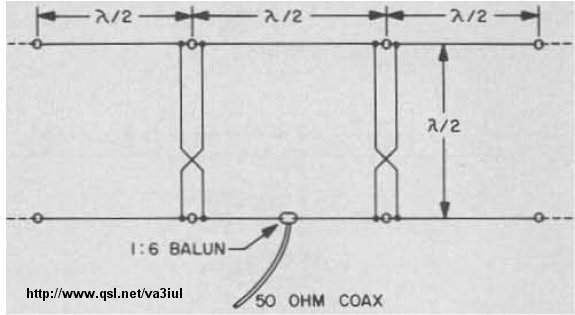 λ/2 λ/2 λ/2
λ/2
1:6 BALUN
50 OHM COAX
http://www.qsl.net/va3iul